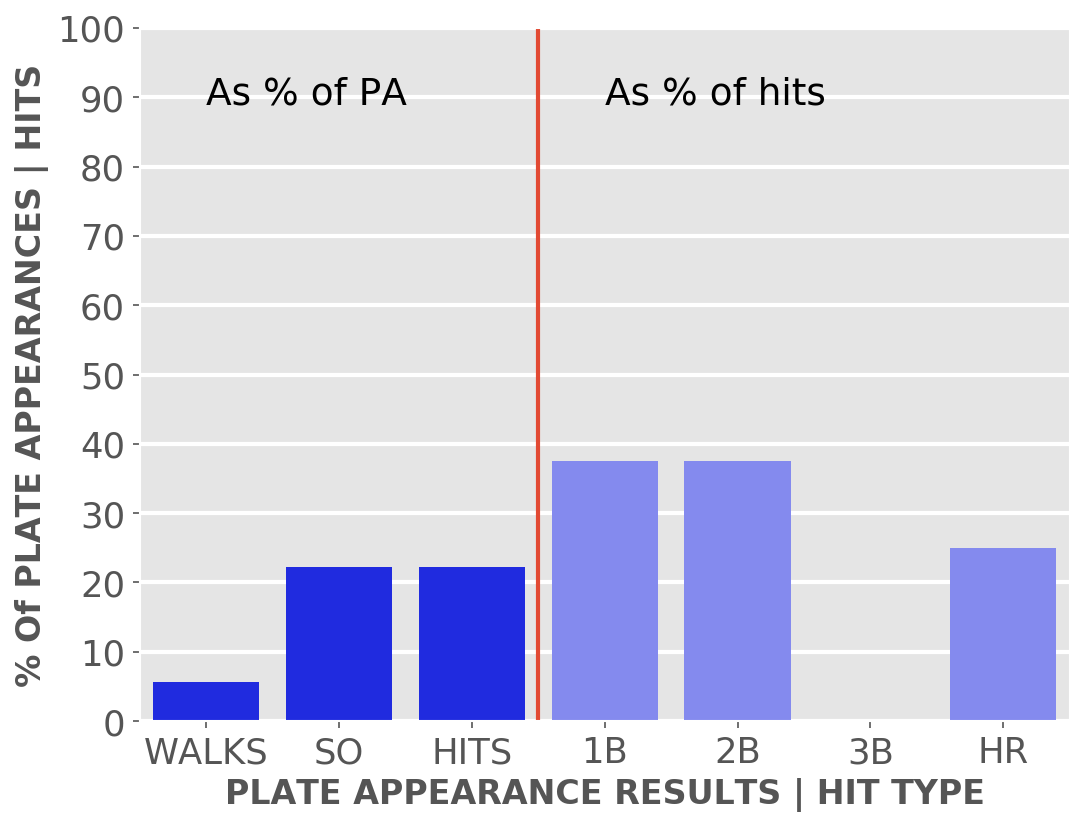 100
90
80
70
60
50
40
30
20
10
0
% Of PLATE APPEARANCES | HITS
As % of PA
As % of hits
WALKS SO HITS 1B 2B 3B HR
PLATE APPEARANCE RESULTS | HIT TYPE